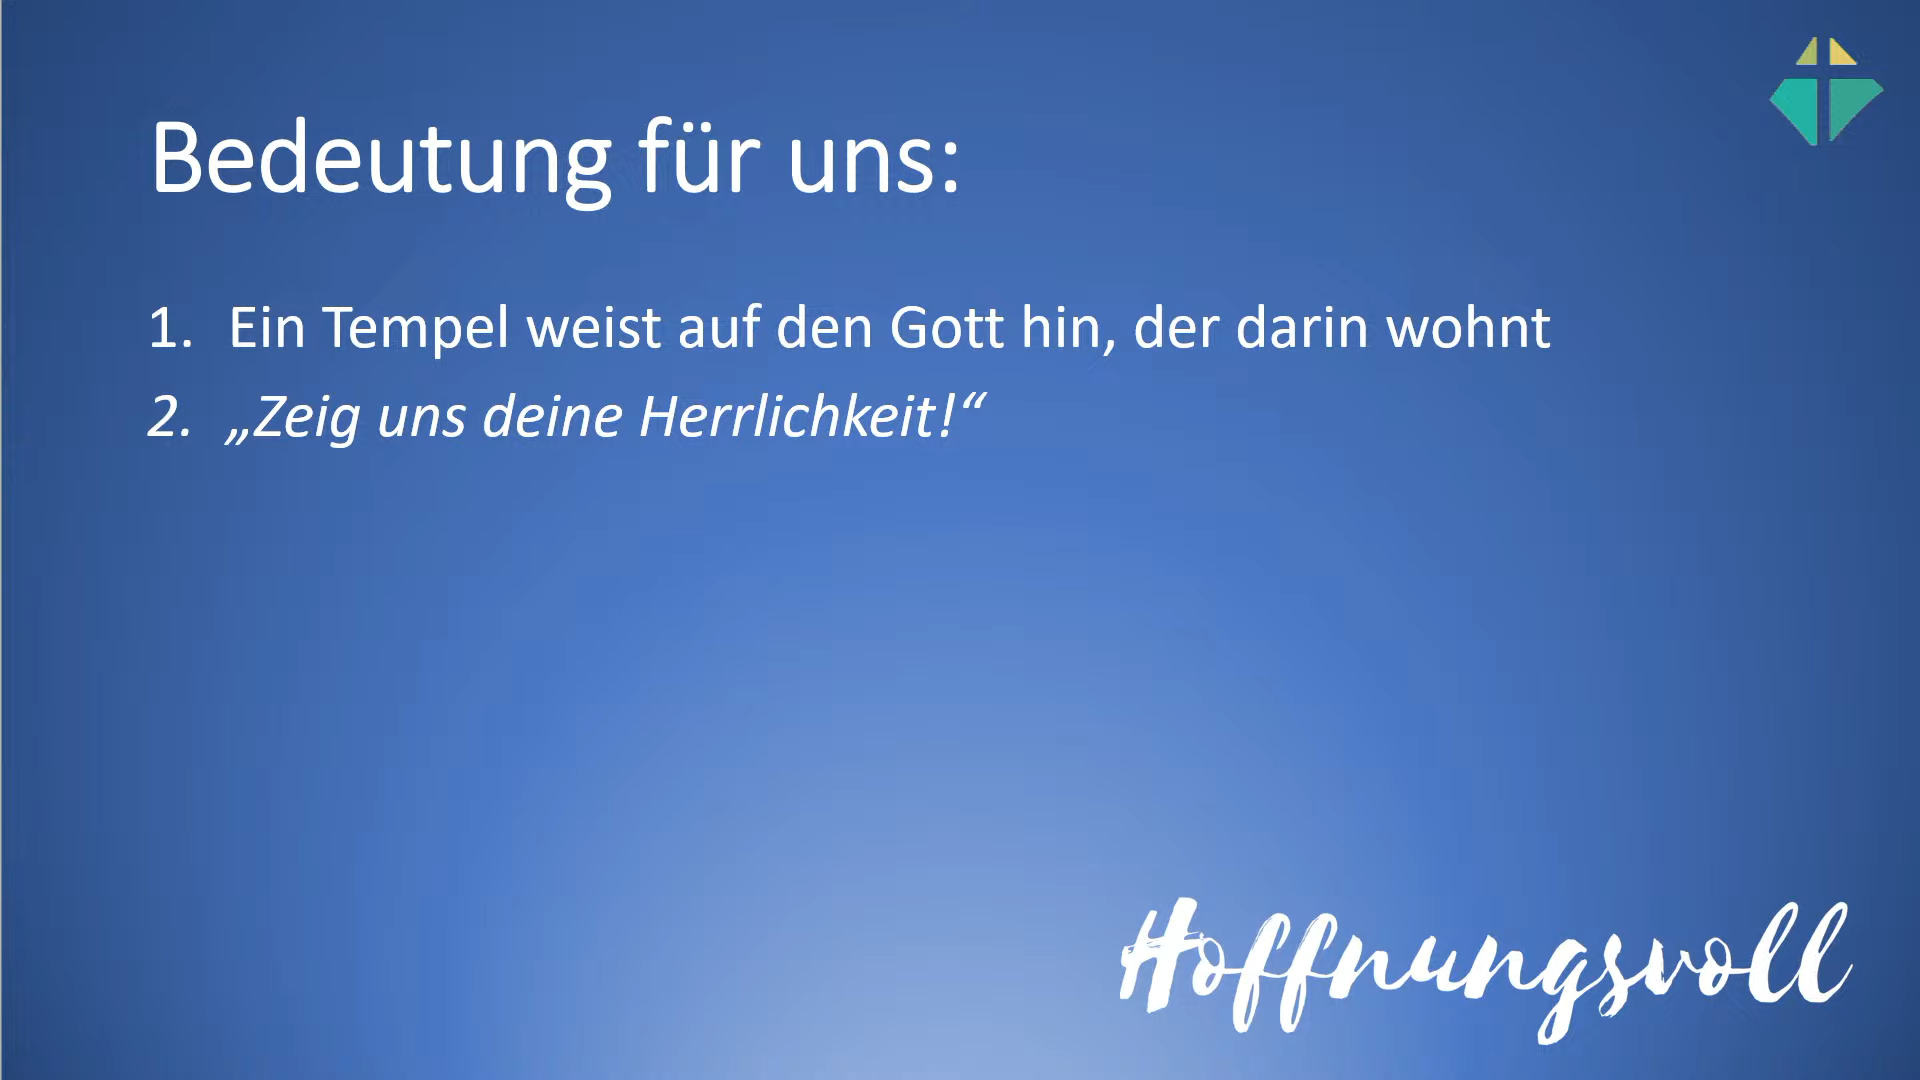 Bedeutung für uns:
1. Ein Tempel weist auf den Gott hin, der darin wohnt
2. „Zeig uns deine Herrlichkeit!“
Hoffnungsvoll